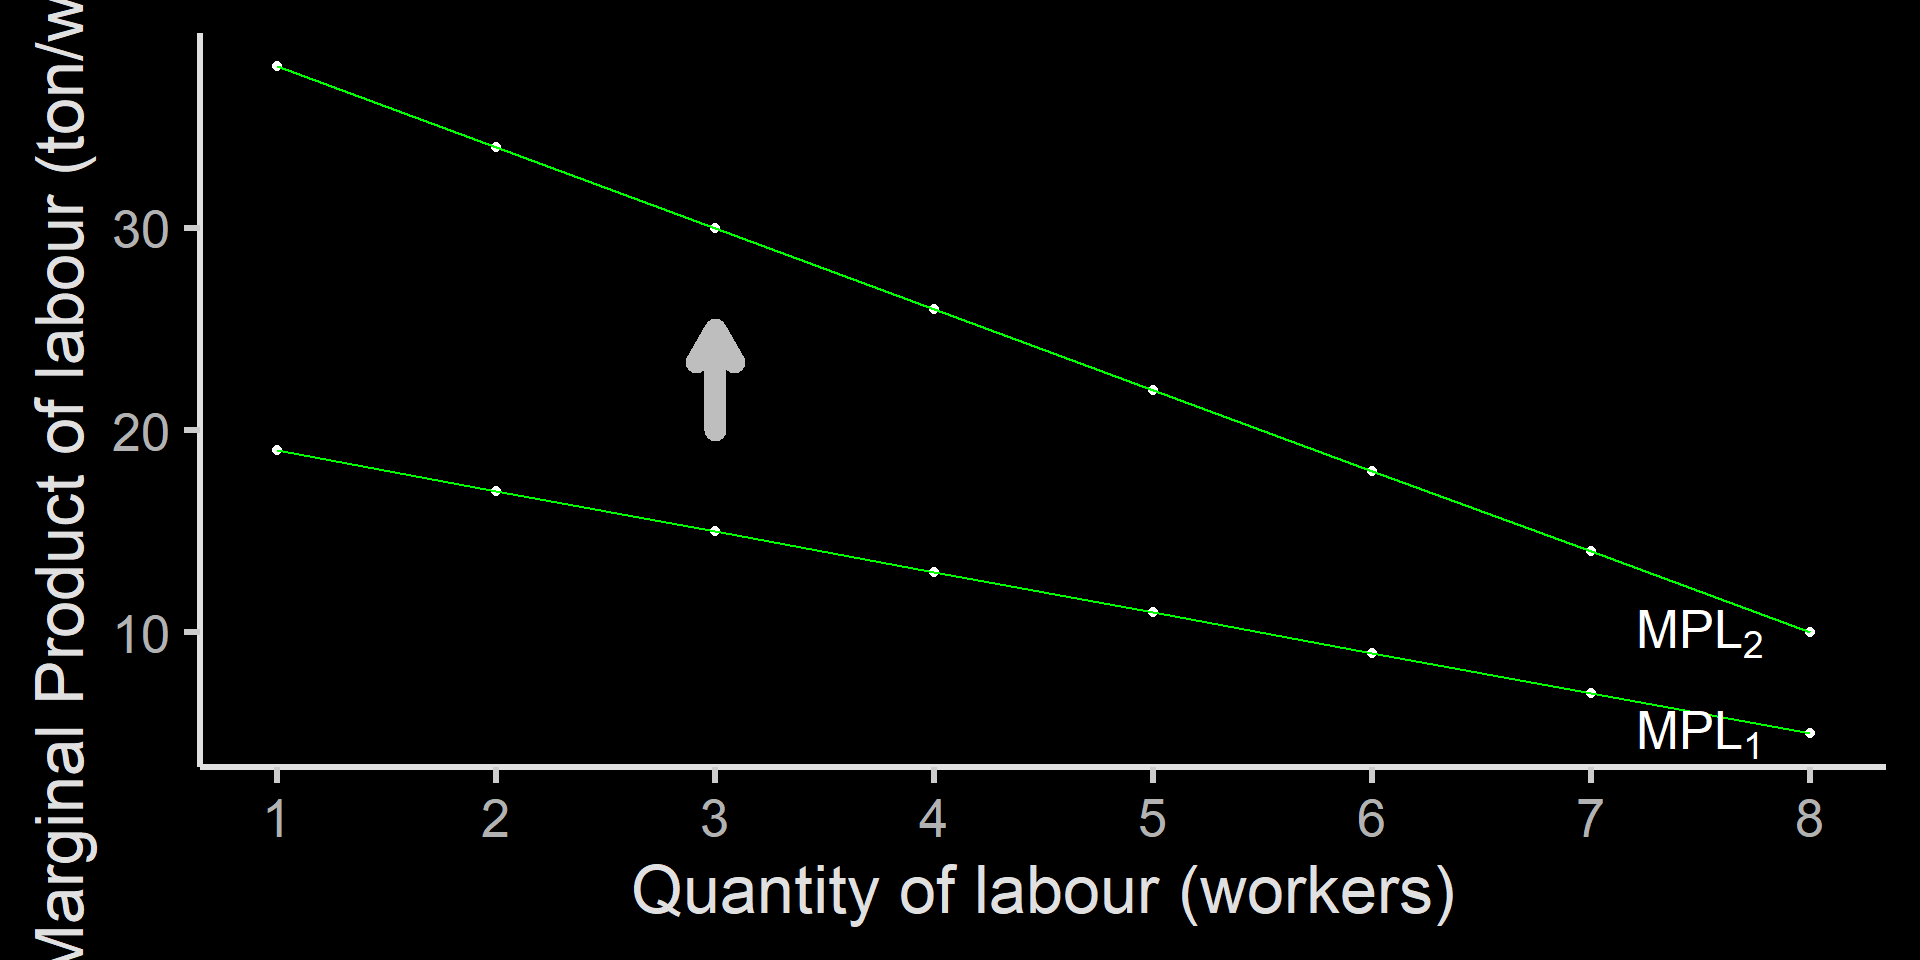 Marginal Product of labour (ton/w
30
20
10
MPL₂
MPL₁
1 2 3 4 5 6 7 8
Quantity of labour (workers)